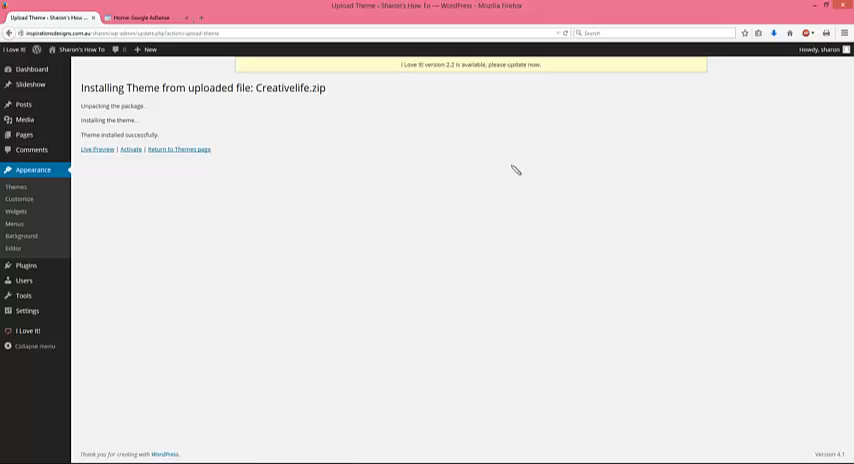 Upload Theme ‹ Sharon's How To — WordPress - Mozilla Firefox
Upload Theme ‹ Sharon's How ... × Home: Google AdSense × +
inspirationsdesigns.com.au/sharon/wp-admin/update.php?action=upload-theme Search
I Love It! Sharon's How To 0 + New Howdy, sharon
I Love It! version 2.2 is available, please update now.
Dashboard
Slideshow
Posts
Media
Pages
Comments
Appearance
Themes
Customize
Widgets
Menus
Background
Editor
Plugins
Users
Tools
Settings
I Love It!
Collapse menu
Installing Theme from uploaded file: Creativelife.zip
Unpacking the package…
Installing the theme…
Theme installed successfully.
Live Preview | Activate | Return to Themes page
Thank you for creating with WordPress.
Version 4.1